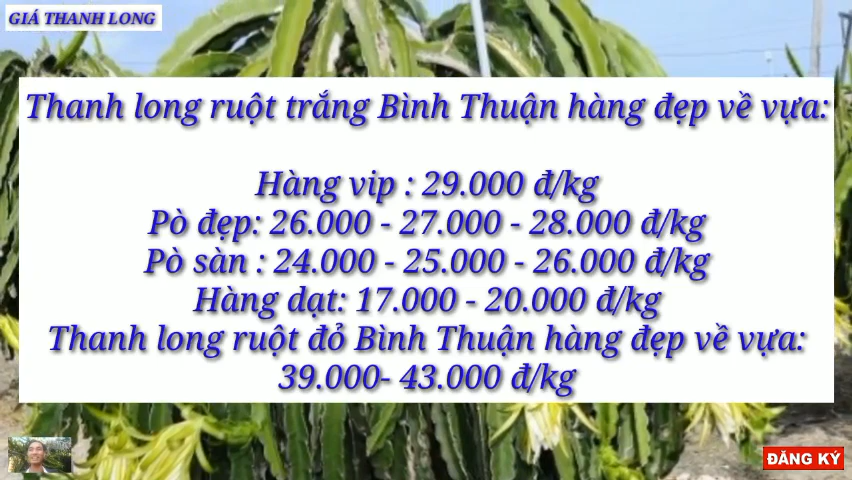 GIÁ THANH LONG
Thanh long ruột trắng Bình Thuận hàng đẹp về vựa:
Hàng vip : 29.000 đ/kg
Pò đẹp: 26.000 - 27.000 - 28.000 đ/kg
Pò sàn : 24.000 - 25.000 - 26.000 đ/kg
Hàng dạt: 17.000 - 20.000 đ/kg
Thanh long ruột đỏ Bình Thuận hàng đẹp về vựa:
39.000- 43.000 đ/kg
ĐĂNG KÝ